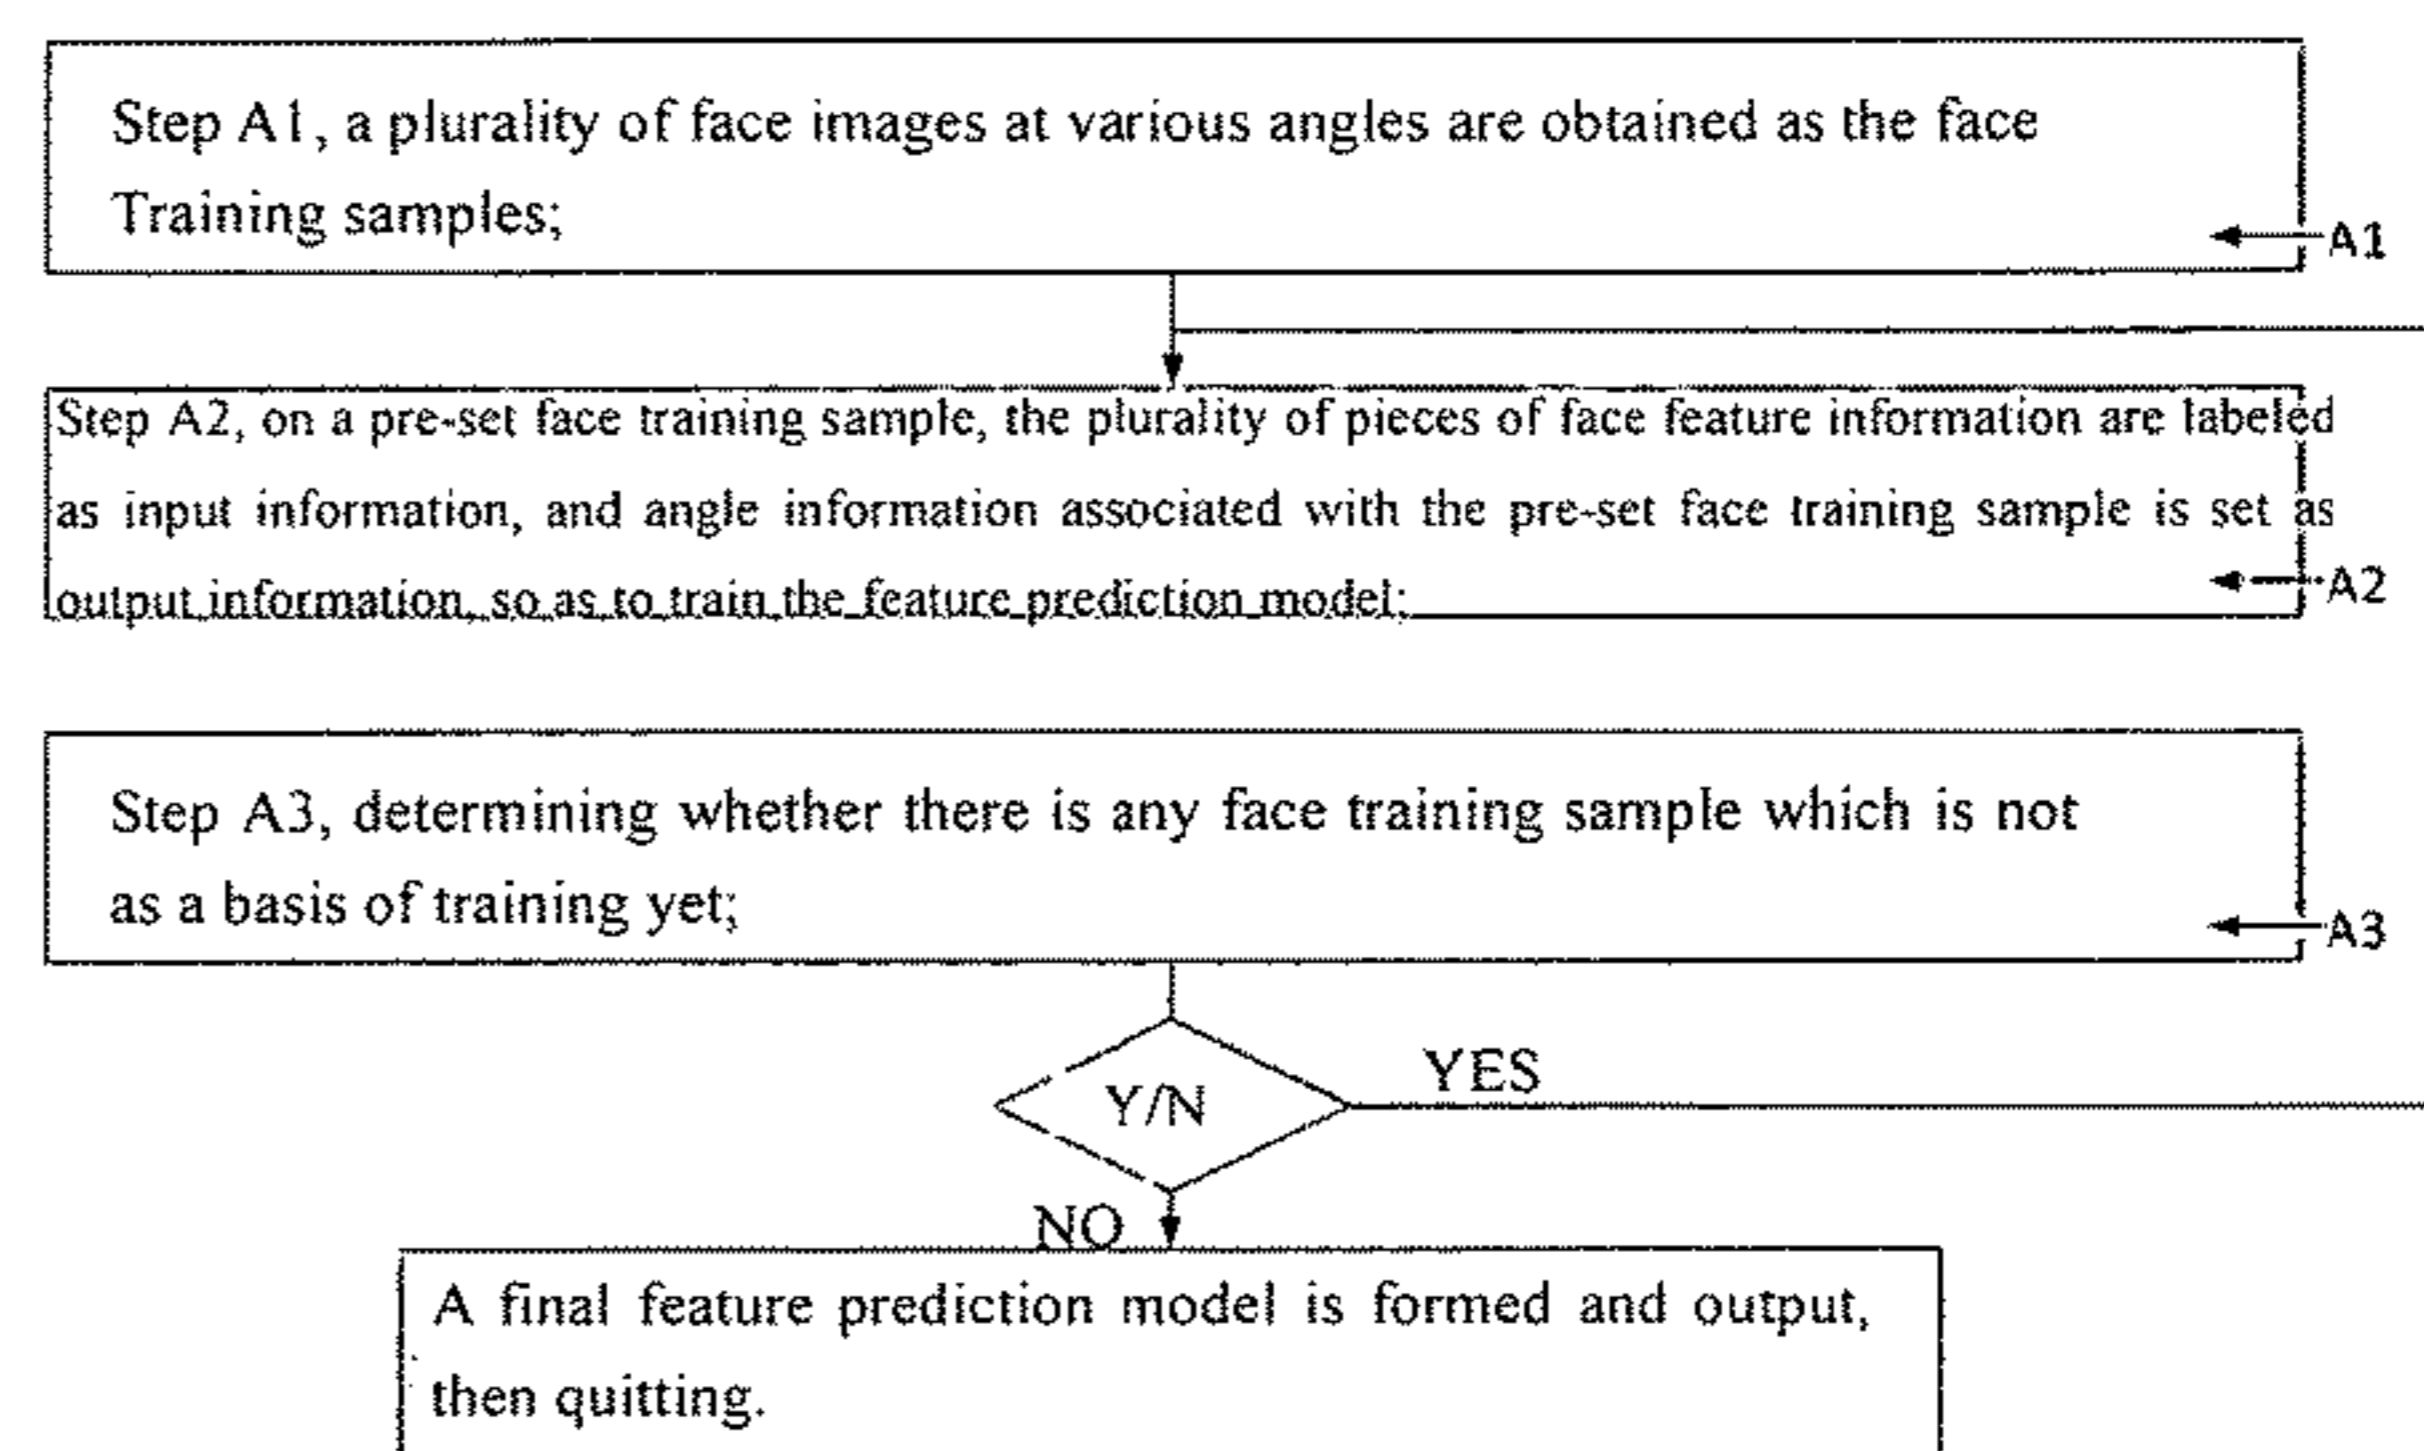 Step A1, a plurality of face images at various angles are obtained as the face
Training samples;
A1
Step A2, on a pre-set face training sample, the plurality of pieces of face feature information are labeled
as input information, and angle information associated with the pre-set face training sample is set as
output information, so as to train the feature prediction model;
A2
Step A3, determining whether there is any face training sample which is not
as a basis of training yet;
A3
YES
Y/N
NO
A final feature prediction model is formed and output,
then quitting.